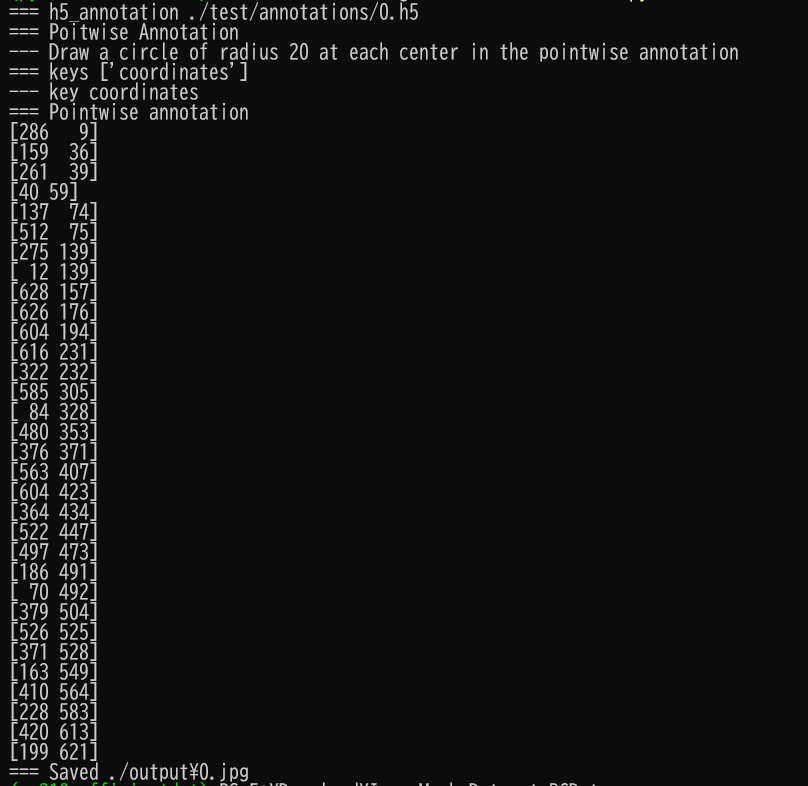 === h5_annotation ./test/annotations/0.h5
=== Poitwise Annotation
--- Draw a circle of radius 20 at each center in the pointwise annotation
=== keys ['coordinates']
--- key coordinates
=== Pointwise annotation
[286   9]
[159  36]
[261  39]
[40 59]
[137  74]
[512  75]
[275 139]
[ 12 139]
[628 157]
[626 176]
[604 194]
[616 231]
[322 232]
[585 305]
[ 84 328]
[480 353]
[376 371]
[563 407]
[604 423]
[364 434]
[522 447]
[497 473]
[186 491]
[ 70 492]
[379 504]
[526 525]
[371 528]
[163 549]
[410 564]
[228 583]
[420 613]
[199 621]
=== Saved ./output¥0.jpg